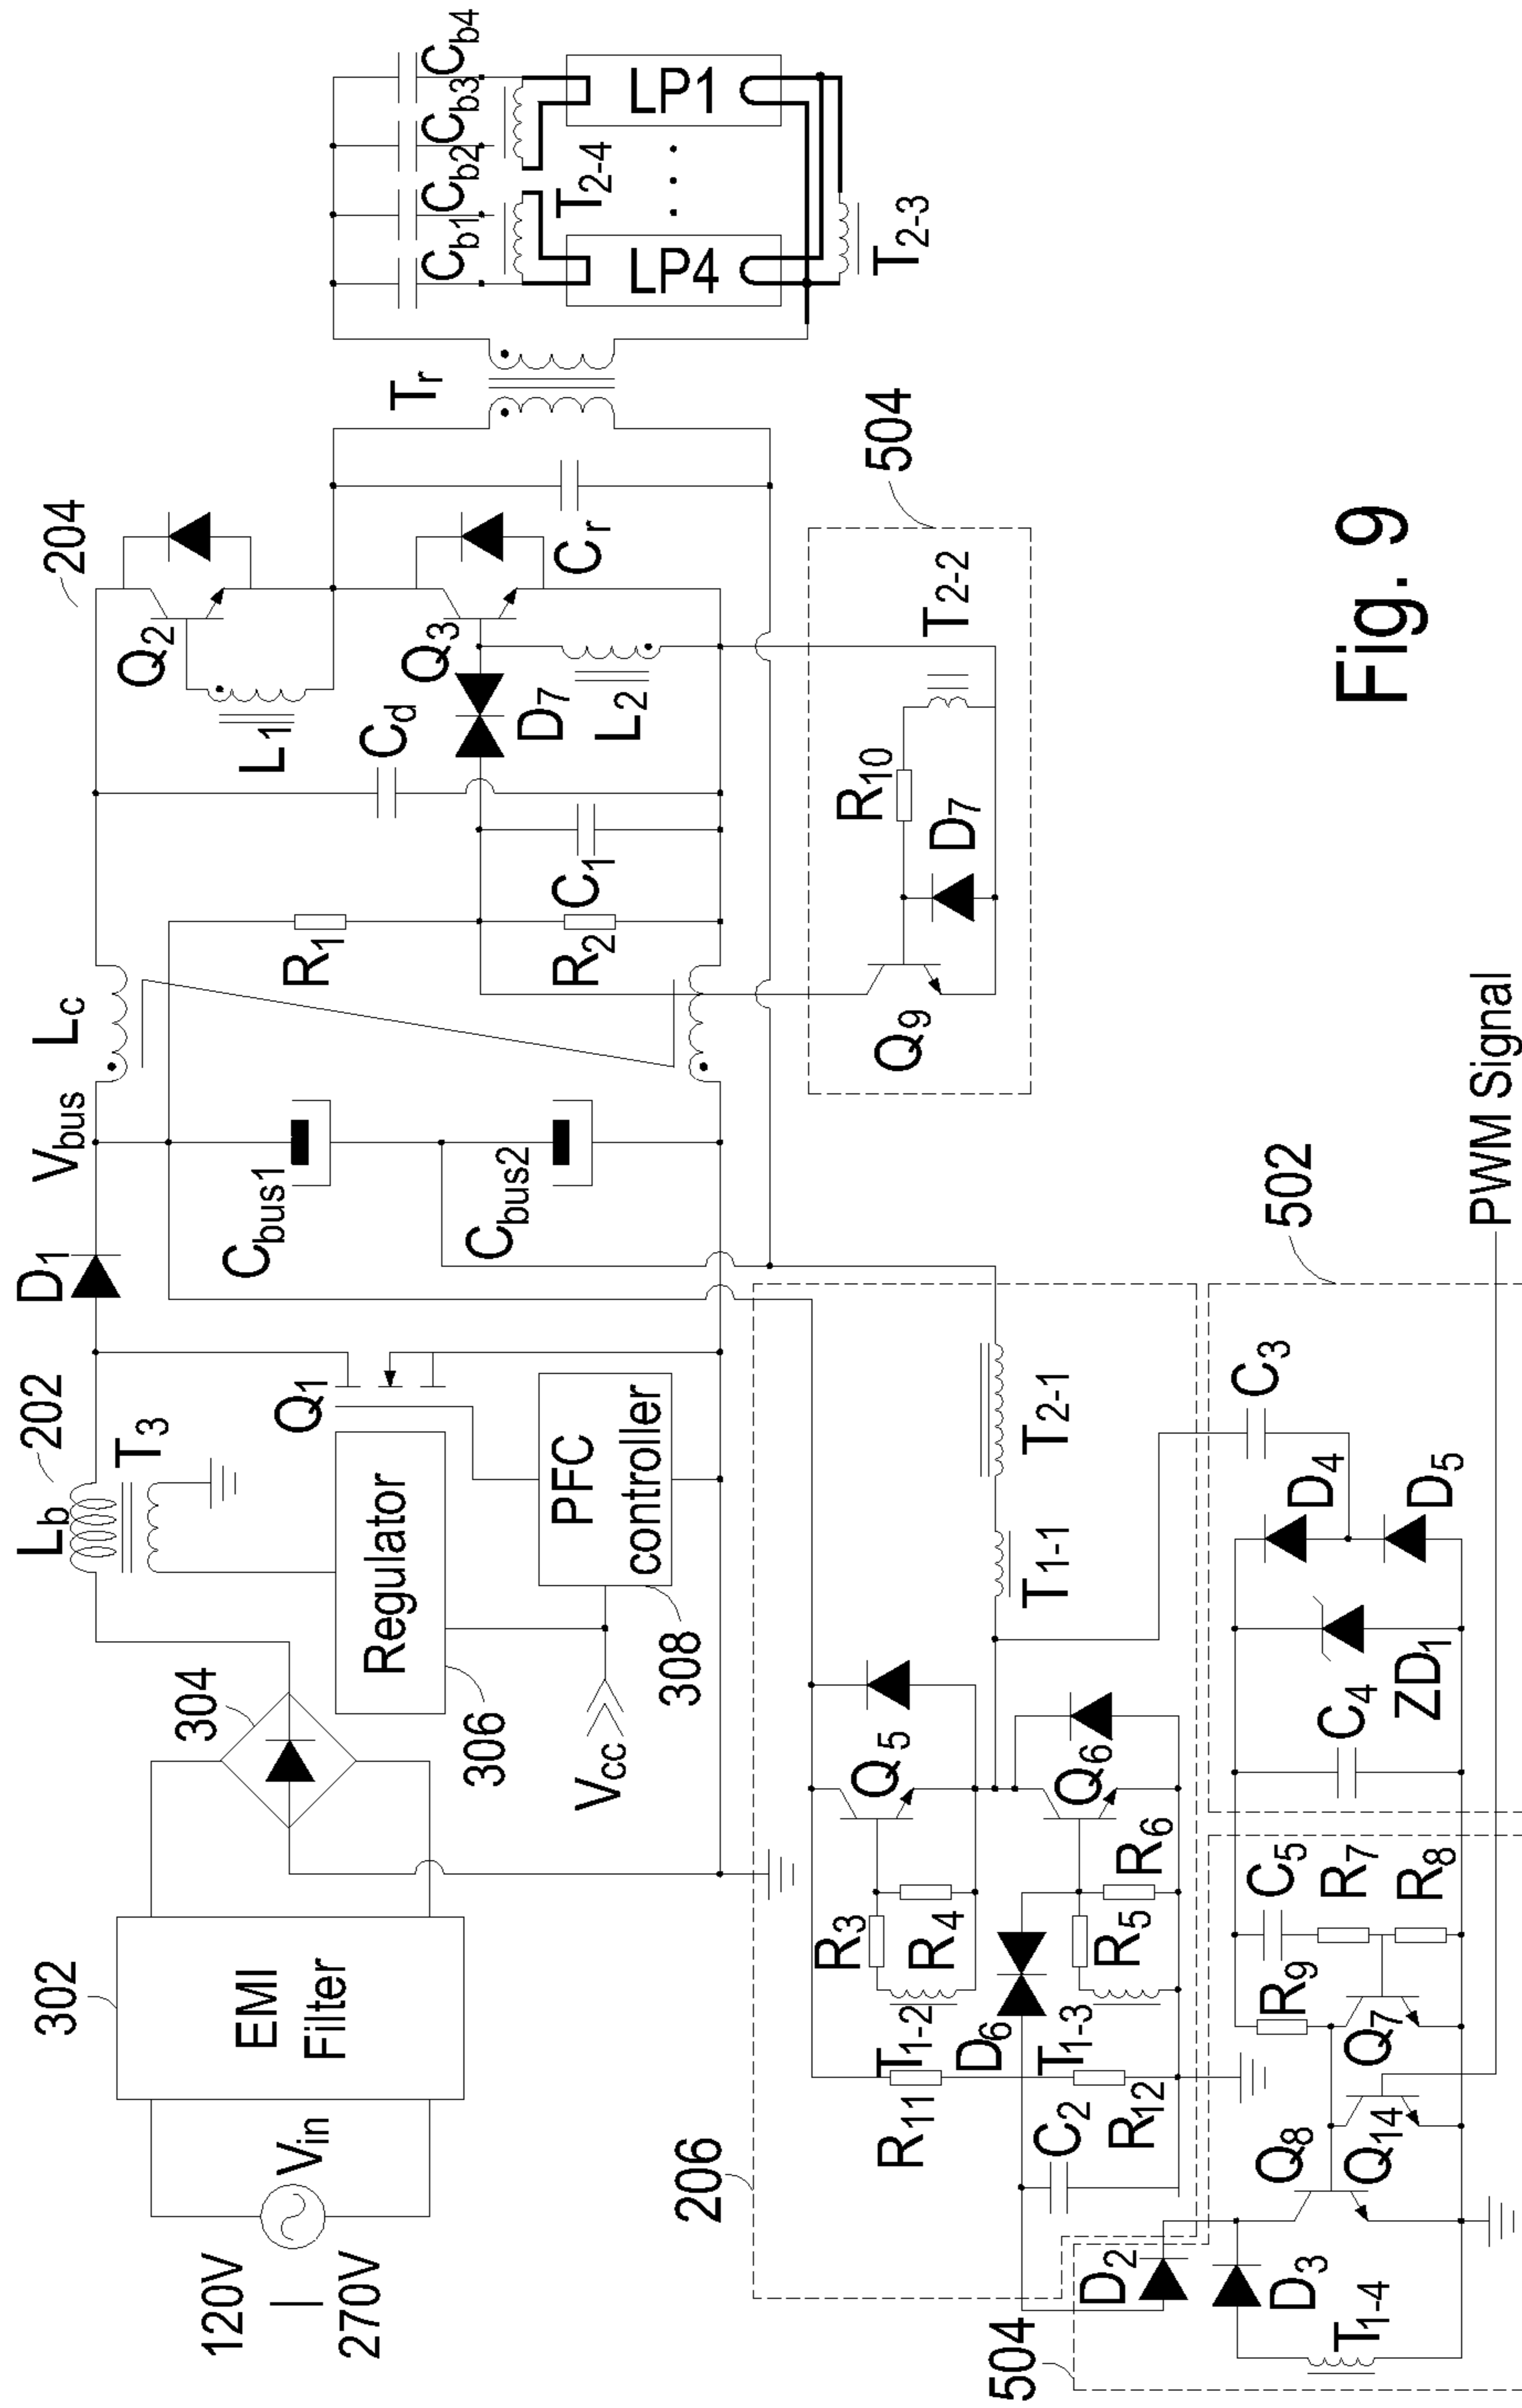 302
EMI
Filter
120V
270V
Vin
304
Lb
202
T3
D1
Vbus
Lc
204
Q1
Regulator
306
PFC
controller
308
Vcc
Cbus1
Cbus2
R1
R2
C1
Cd
L1
Q2
Q3
D7
L2
Cr
Tr
Cb1
Cb2
Cb3
Cb4
T2-4
LP4
LP1
T2-3
504
Q9
R10
D7
T2-2
206
R11
T1-2
R3
R4
Q5
D6
T1-3
R5
R6
Q6
C2
R12
T1-1
T2-1
504
D2
D3
T1-4
Q8
Q14
Q7
R9
C5
R7
R8
C4
ZD1
D4
D5
C3
502
PWM Signal
Fig. 9